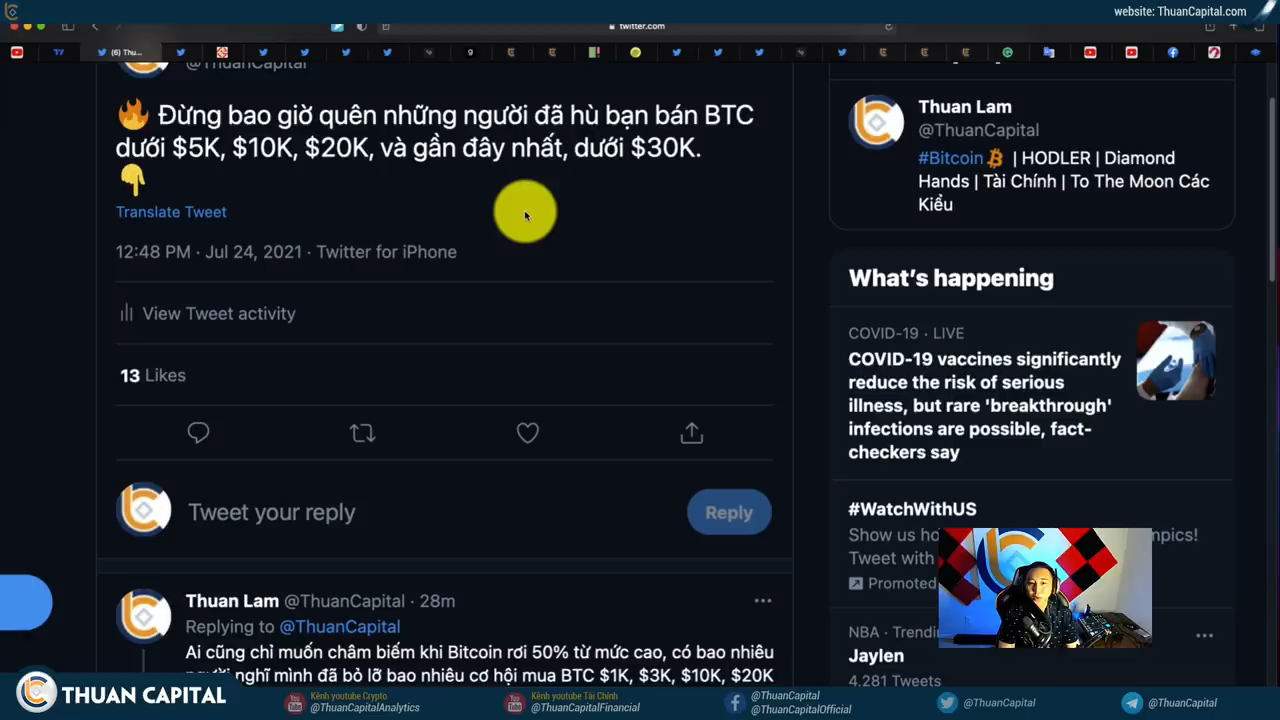 website: ThuanCapital.com
twitter.com
(6) Thu...
@ThuanCapital
🔥 Đừng bao giờ quên những người đã hù bạn bán BTC
dưới $5K, $10K, $20K, và gần đây nhất, dưới $30K.
👇
Translate Tweet
12:48 PM · Jul 24, 2021 · Twitter for iPhone
View Tweet activity
13 Likes
Tweet your reply
Reply
Thuan Lam @ThuanCapital · 28m
Replying to @ThuanCapital
Ai cũng chỉ muốn châm biếm khi Bitcoin rơi 50% từ mức cao, có bao nhiêu
người nghĩ mình đã bỏ lỡ bao nhiêu cơ hội mua BTC $1K, $3K, $10K, $20K
Thuan Lam
@ThuanCapital
#Bitcoin | HODLER | Diamond
Hands | Tài Chính | To The Moon Các
Kiểu
What's happening
COVID-19 · LIVE
COVID-19 vaccines significantly
reduce the risk of serious
illness, but rare 'breakthrough'
infections are possible, fact-
checkers say
#WatchWithUS
Show us ho mpics!
Tweet with
Promoted
NBA · Trendi
Jaylen
4,281 Tweets
THUAN CAPITAL
Kênh youtube Crypto
@ThuanCapitalAnalytics
Kênh youtube Tài Chính
@ThuanCapitalFinancial
@ThuanCapital
@ThuanCapitalOfficial
@ThuanCapital
@ThuanCapital